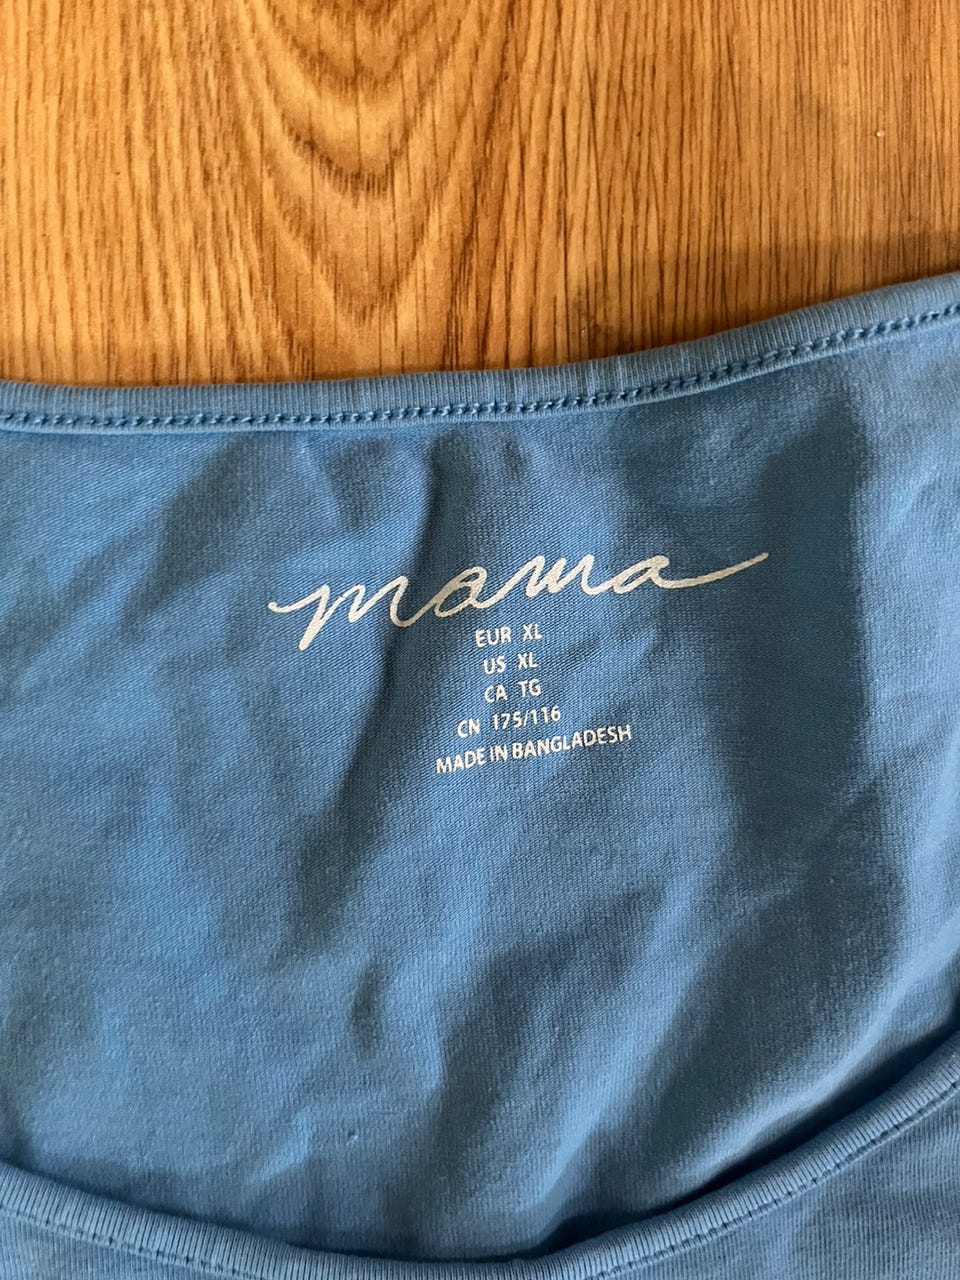 mama
EUR XL
US XL
CA TG
CN 175/116
MADE IN BANGLADESH